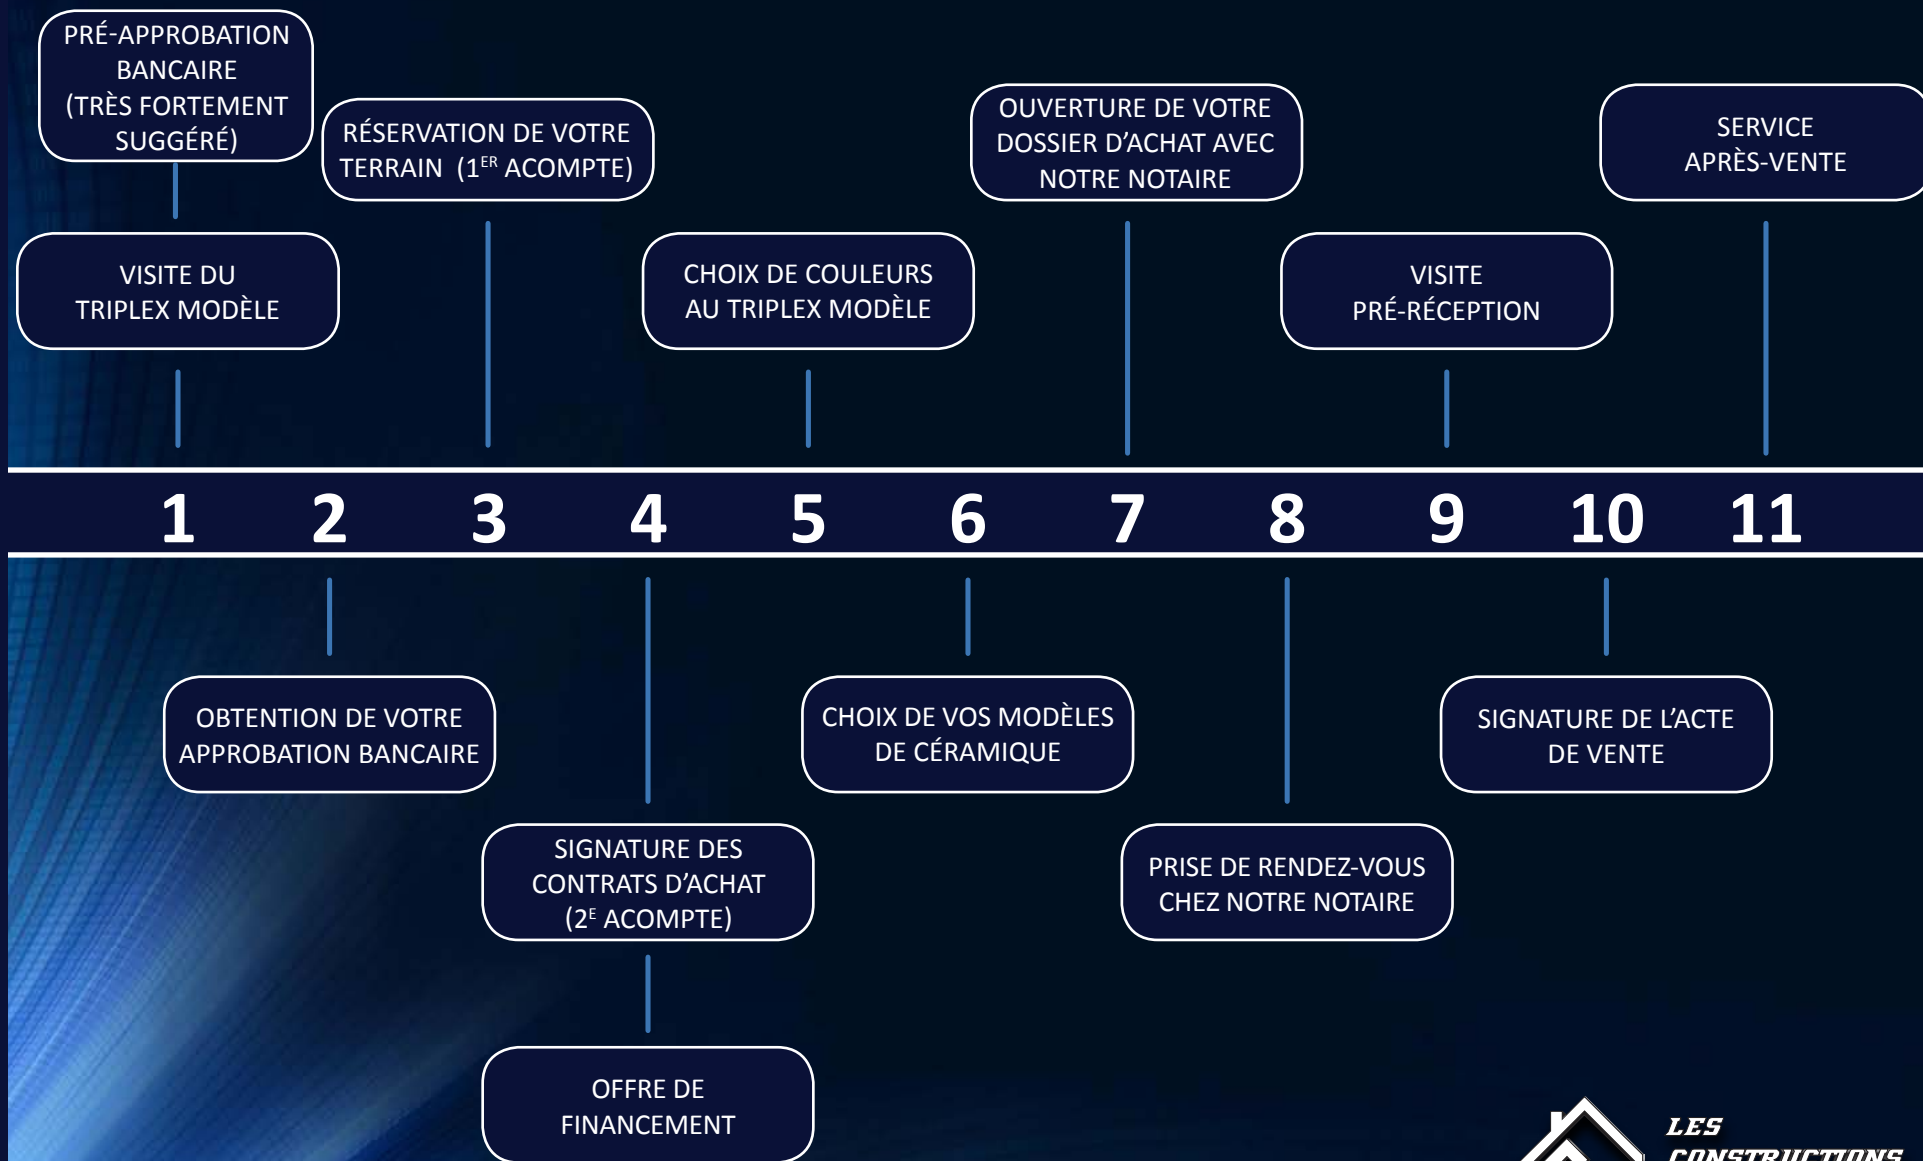 PRÉ-APPROBATION
BANCAIRE
(TRÈS FORTEMENT
SUGGÉRÉ)
VISITE DU
TRIPLEX MODÈLE
RÉSERVATION DE VOTRE
TERRAIN (1ER ACOMPTE)
CHOIX DE COULEURS
AU TRIPLEX MODÈLE
OUVERTURE DE VOTRE
DOSSIER D'ACHAT AVEC
NOTRE NOTAIRE
VISITE
PRÉ-RÉCEPTION
SERVICE
APRÈS-VENTE
1 2 3 4 5 6 7 8 9 10 11
OBTENTION DE VOTRE
APPROBATION BANCAIRE
SIGNATURE DES
CONTRATS D'ACHAT
(2E ACOMPTE)
OFFRE DE
FINANCEMENT
CHOIX DE VOS MODÈLES
DE CÉRAMIQUE
PRISE DE RENDEZ-VOUS
CHEZ NOTRE NOTAIRE
SIGNATURE DE L'ACTE
DE VENTE
LES
CONSTRUCTIONS